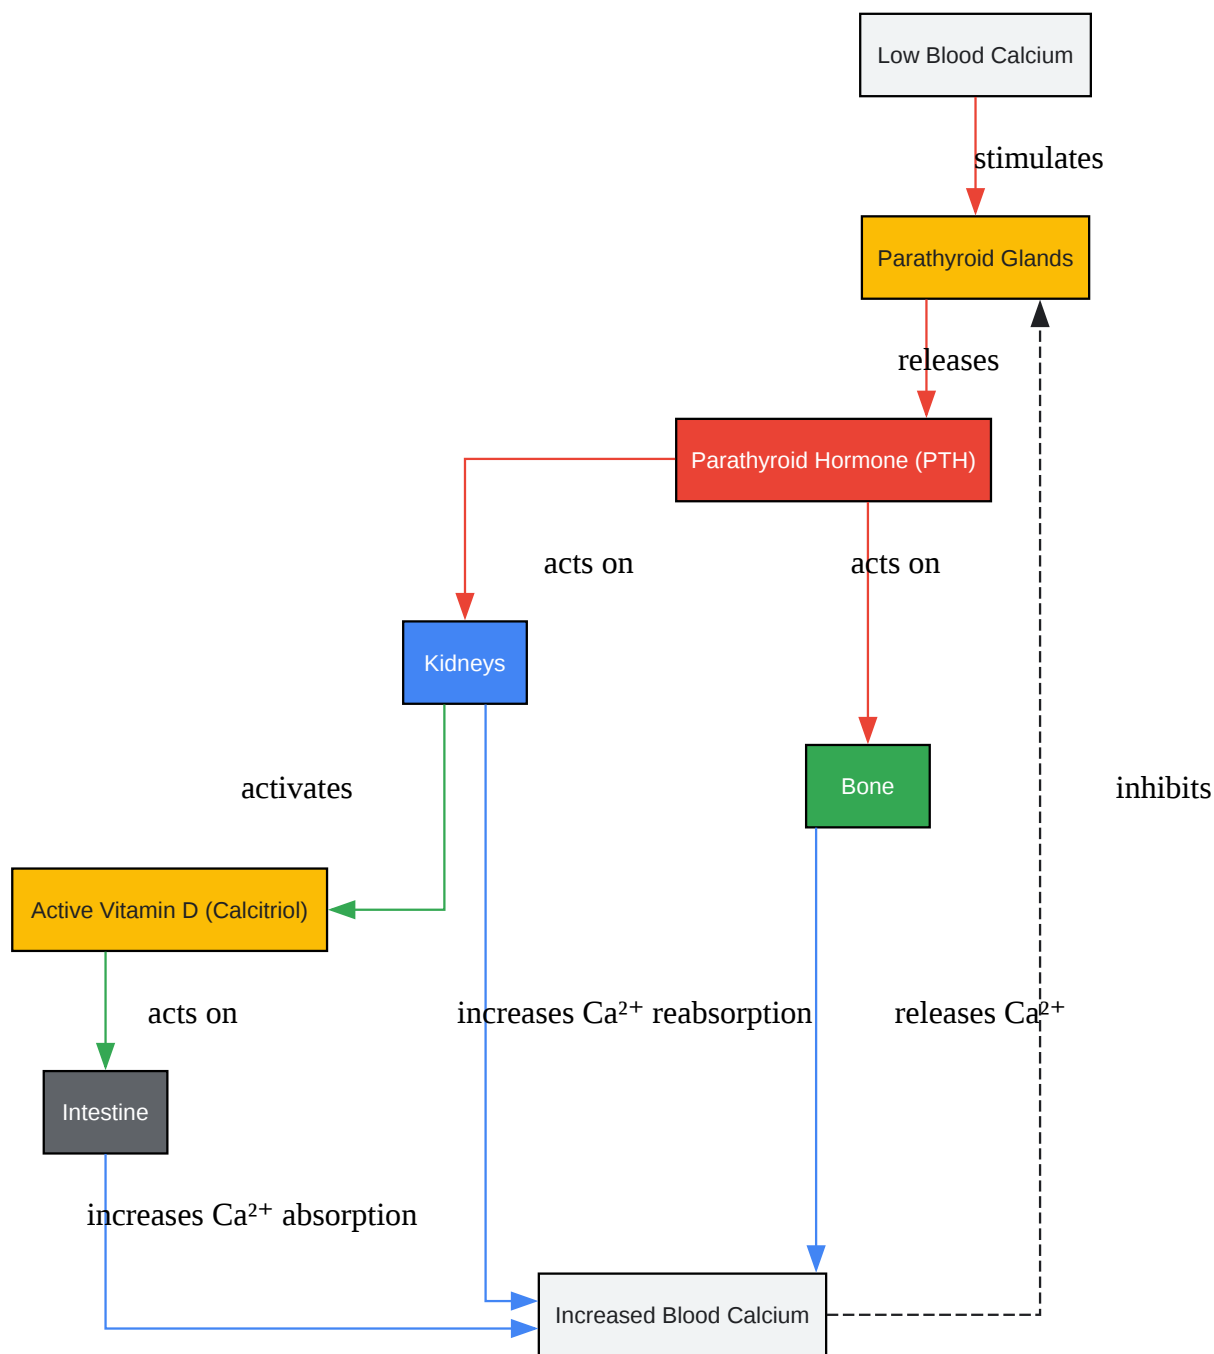 Low Blood Calcium
stimulates
Parathyroid Glands
releases
Parathyroid Hormone (PTH)
acts on
acts on
Kidneys
Bone
activates
inhibits
Active Vitamin D (Calcitriol)
acts on
increases Ca²⁺ reabsorption
releases Ca²⁺
Intestine
increases Ca²⁺ absorption
Increased Blood Calcium